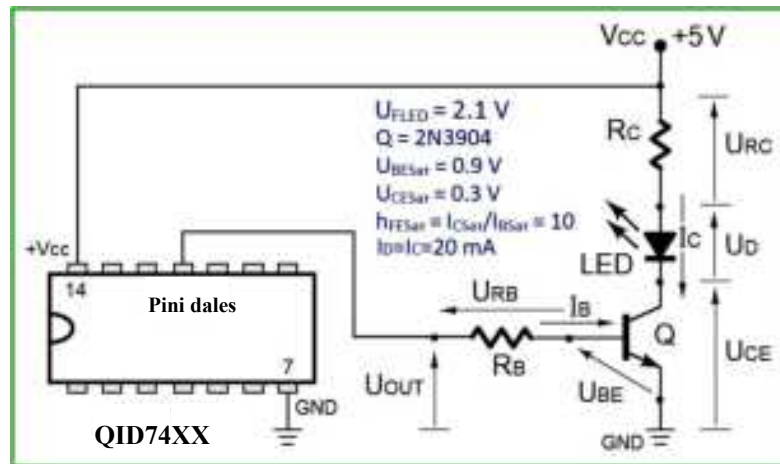 Vcc +5V
UFLED = 2.1 V
Q = 2N3904
UBESat = 0.9 V
UCESat = 0.3 V
hFESat = ICSat/IBSat = 10
ID=IC=20 mA
RC
URC
+Vcc
14
Pini dales
7
GND
QID74XX
LED
IC
UD
URB
IB
RB
Q
UOUT
UBE
UCE
GND